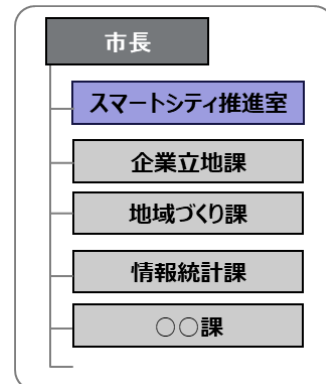 市長
スマートシティ推進室
企業立地課
地域づくり課
情報統計課
○○課